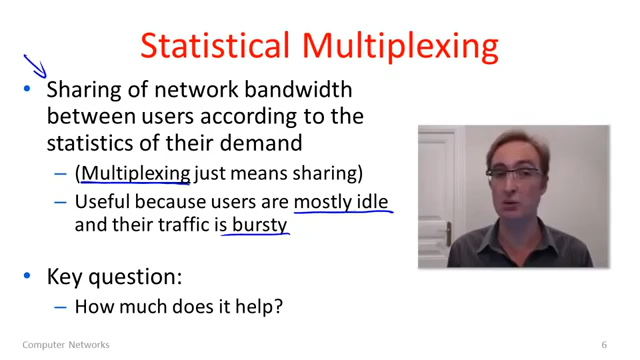 Statistical Multiplexing
• Sharing of network bandwidth
between users according to the
statistics of their demand
– (Multiplexing just means sharing)
– Useful because users are mostly idle
and their traffic is bursty
• Key question:
– How much does it help?
Computer Networks
6